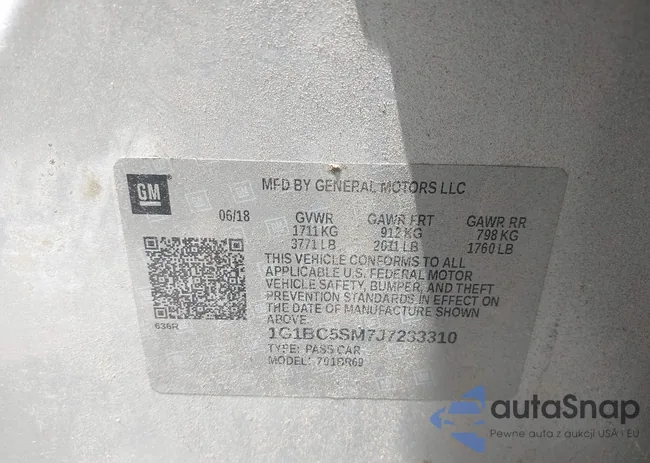 GM
MFD BY GENERAL MOTORS LLC
06/18 GVWR GAWR FRT GAWR RR
1711 KG 912 KG 798 KG
3771 LB 2011 LB 1760 LB
THIS VEHICLE CONFORMS TO ALL
APPLICABLE U.S. FEDERAL MOTOR
VEHICLE SAFETY, BUMPER, AND THEFT
PREVENTION STANDARDS IN EFFECT ON
THE DATE OF MANUFACTURE SHOWN
ABOVE.
636R
1G1BC5SM7J7233310
TYPE: PASS CAR
MODEL:
autaSnap
Pewne auta z aukcji USA i EU